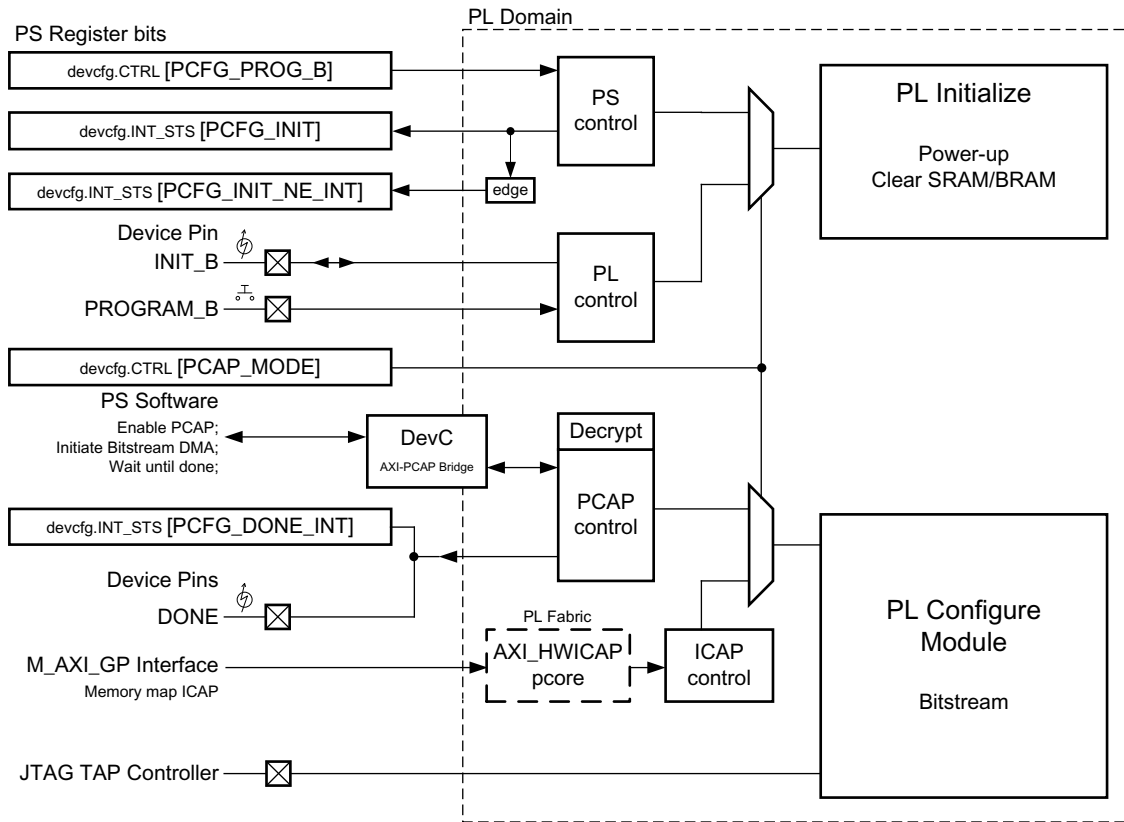 PL Domain
PS Register bits
devcfg.CTRL [PCFG_PROG_B]
PS
control
PL Initialize
Power-up
Clear SRAM/BRAM
devcfg.INT_STS [PCFG_INIT]
devcfg.INT_STS [PCFG_INIT_NE_INT]
edge
Device Pin
INIT_B
PL
control
PROGRAM_B
devcfg.CTRL [PCAP_MODE]
PS Software
Enable PCAP;
Initiate Bitstream DMA;
Wait until done;
DevC
AXI-PCAP Bridge
Decrypt
PCAP
control
devcfg.INT_STS [PCFG_DONE_INT]
Device Pins
DONE
PL Configure
Module
Bitstream
PL Fabric
AXI_HWICAP
pcore
ICAP
control
M_AXI_GP Interface
Memory map ICAP
JTAG TAP Controller